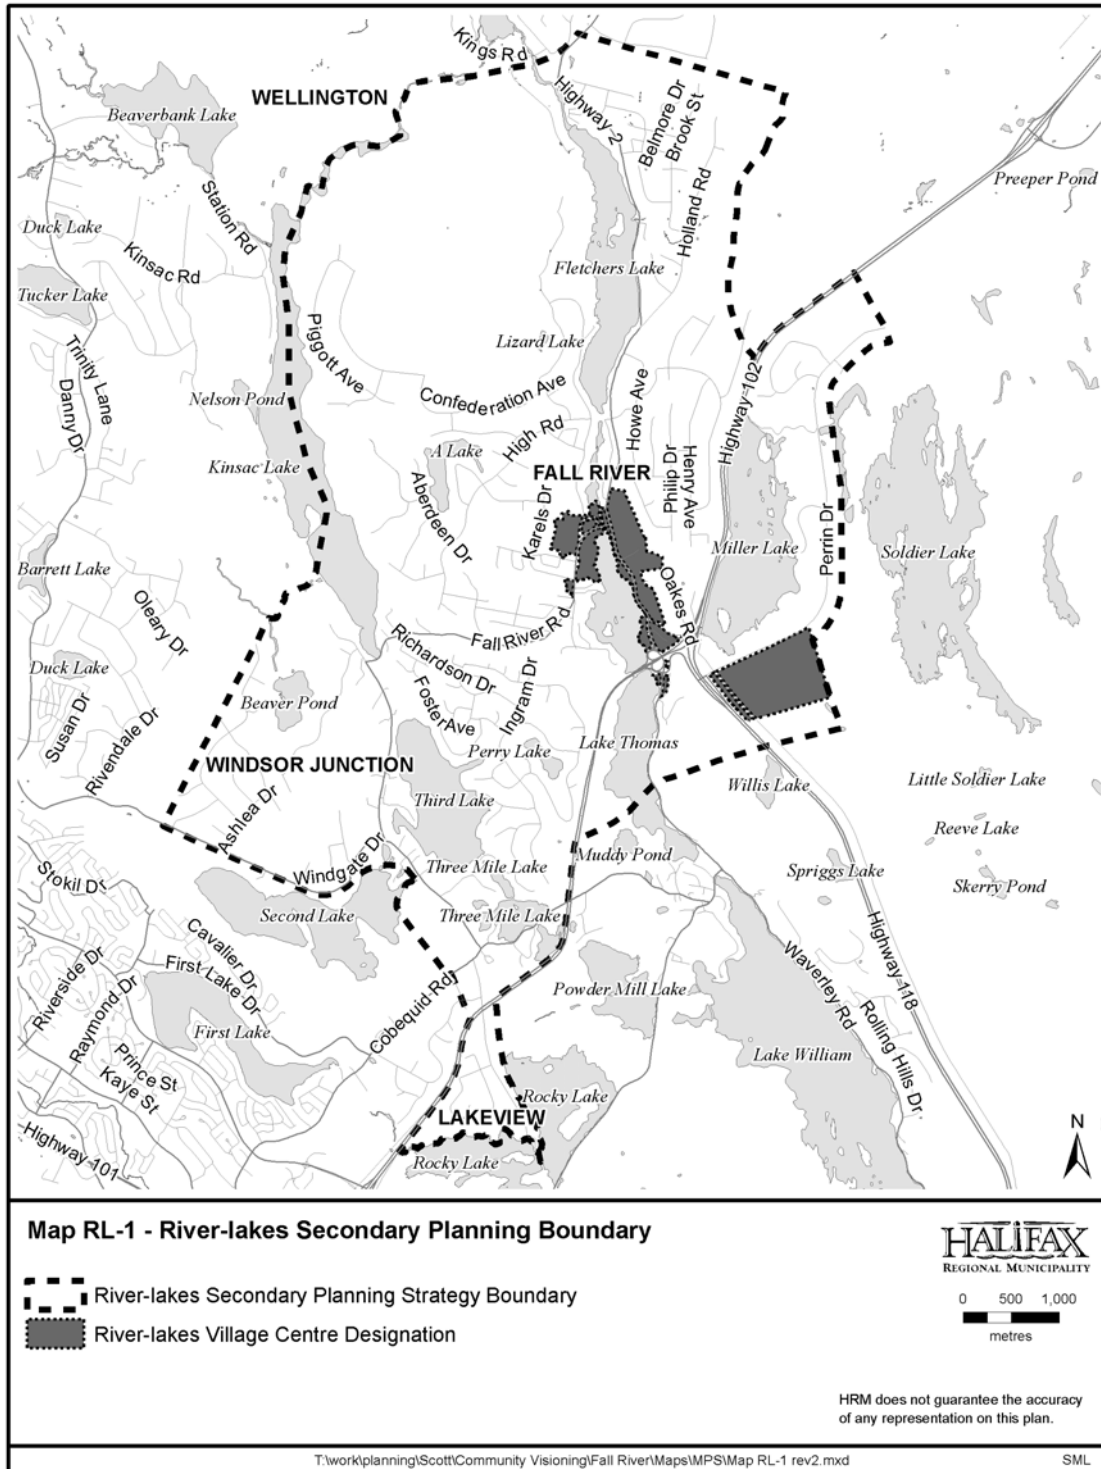 Kings Rd
WELLINGTON
Beaverbank Lake
Highway 2
Belmore Dr
Brook St
Preeper Pond
Station Rd
Duck Lake
Kinsac Rd
Holland Rd
Fletchers Lake
Tucker Lake
Lizard Lake
Piggott Ave
Trinity Lane
Danny Dr
Nelson Pond
Confederation Ave
Howe Ave
Highway 102
High Rd
A Lake
Kinsac Lake
FALL RIVER
Philip Dr
Henny Ave
Aberdeen Dr
Karels Dr
Miller Lake
Perrin Dr
Soldier Lake
Barrett Lake
Oleary Dr
Oakes Rd
Fall River Rd
Richardson Dr
Duck Lake
Susan Dr
Rivendale Dr
Beaver Pond
Foster Ave
Ingram Dr
Perry Lake
Lake Thomas
WINDSOR JUNCTION
Willis Lake
Little Soldier Lake
Third Lake
Ashlea Dr
Reeve Lake
Windgate Dr
Three Mile Lake
Muddy Pond
Spriggs Lake
Skerry Pond
Stokil Dr
Second Lake
Three Mile Lake
Cavalier Dr
First Lake Dr
Riverside Dr
Raymond Dr
Highway 118
Waverley Rd
Powder Mill Lake
Cobequid Rd
First Lake
Rolling Hills Dr
Prince St
Kaye St
Lake William
Rocky Lake
LAKEVIEW
Highway 101
Rocky Lake
N
Map RL-1 - River-lakes Secondary Planning Boundary
HALIFAX
REGIONAL MUNICIPALITY
River-lakes Secondary Planning Strategy Boundary
0 500 1,000
metres
River-lakes Village Centre Designation
HRM does not guarantee the accuracy
of any representation on this plan.
T:\work\planning\Scott\Community Visioning\Fall River\Maps\MPS\Map RL-1 rev2.mxd
SML